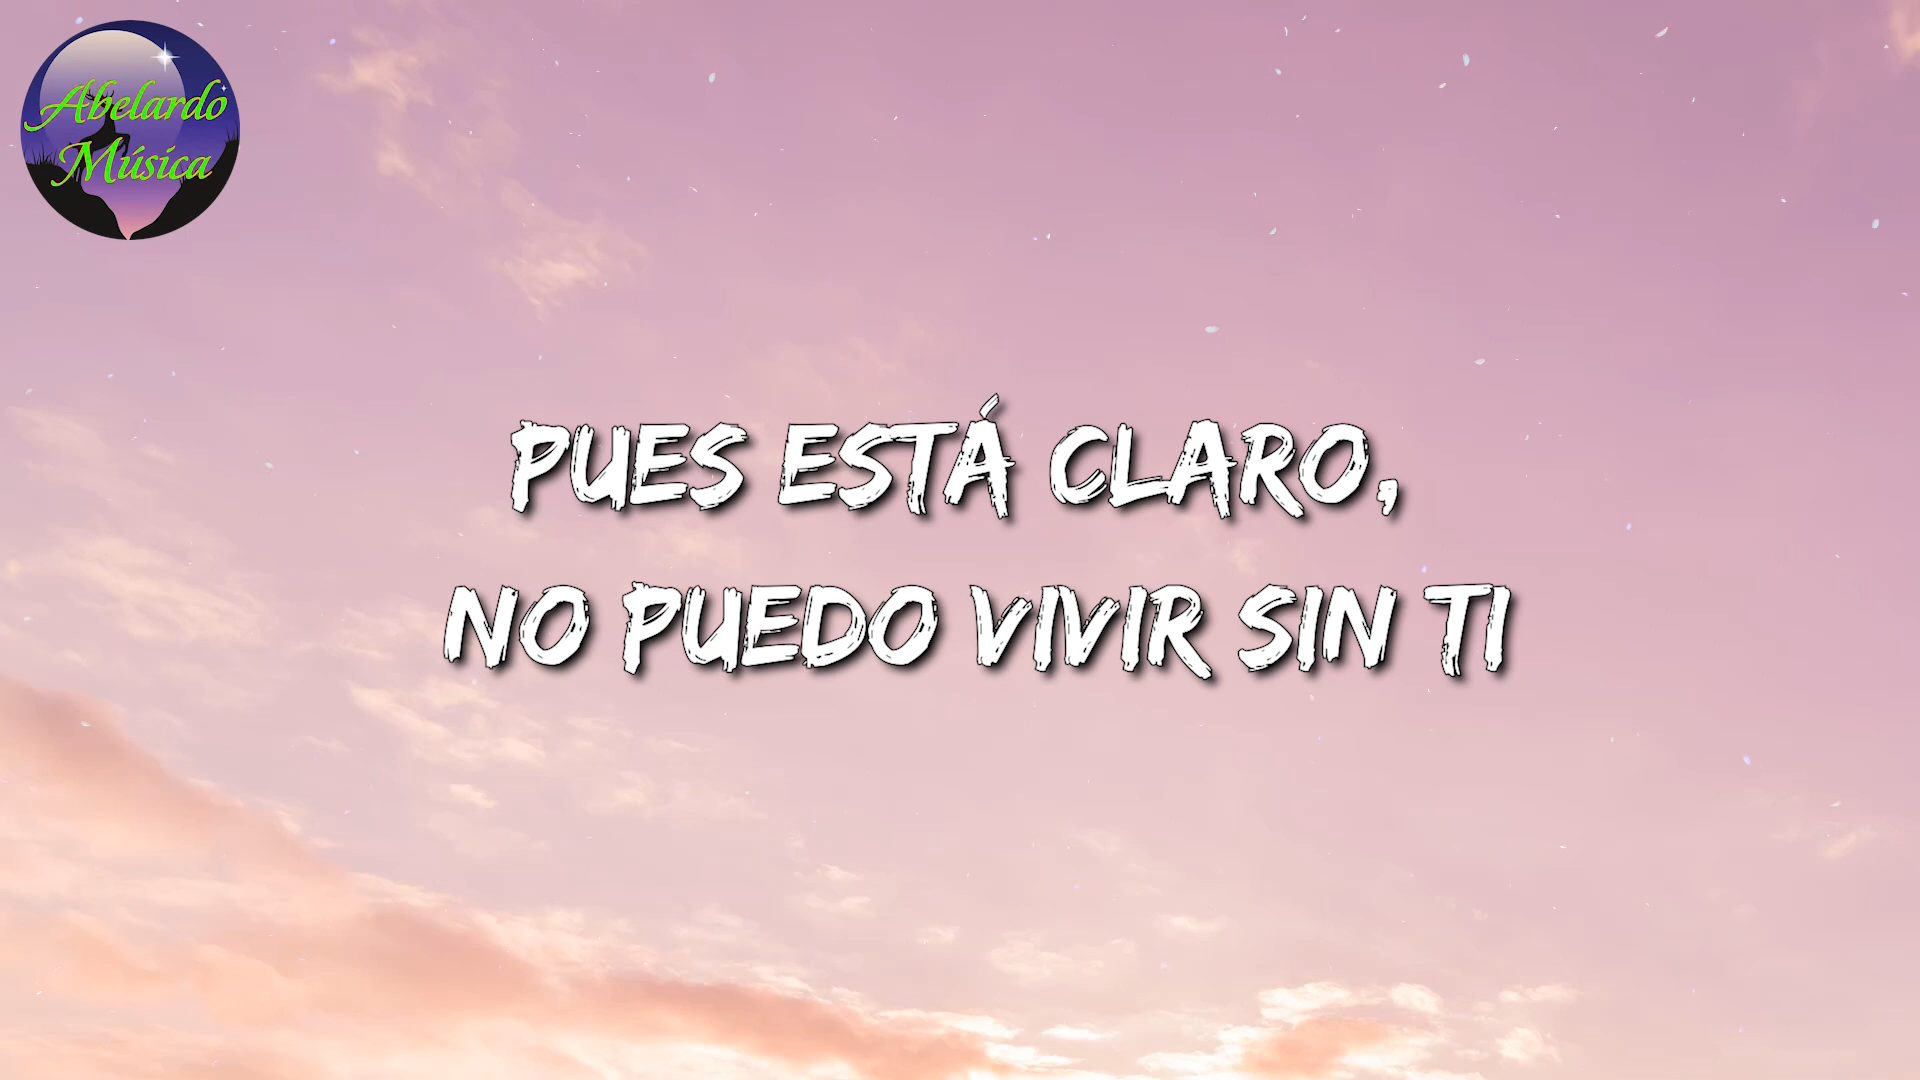 Abelardo
Música
PUES ESTÁ CLARO,
NO PUEDO VIVIR SIN TI